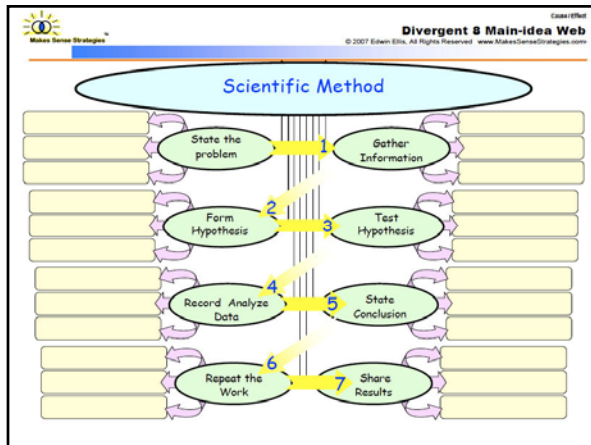 Cause/Effect
Makes Sense Strategies
Divergent 8 Main-idea Web
© 2007 Edwin Ellis, All Rights Reserved www.MakesSenseStrategies.com
Scientific Method
State the
problem
1
Gather
Information
2
Form
Hypothesis
3
Test
Hypothesis
4
Record Analyze
Data
5
State
Conclusion
6
Repeat the
Work
7
Share
Results